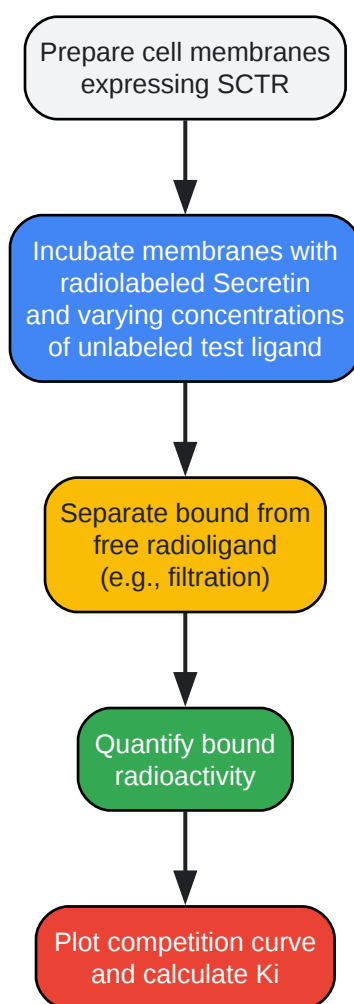 Prepare cell membranes
expressing SCTR
Incubate membranes with
radiolabeled Secretin
and varying concentrations
of unlabeled test ligand
Separate bound from
free radioligand
(e.g., filtration)
Quantify bound
radioactivity
Plot competition curve
and calculate Ki